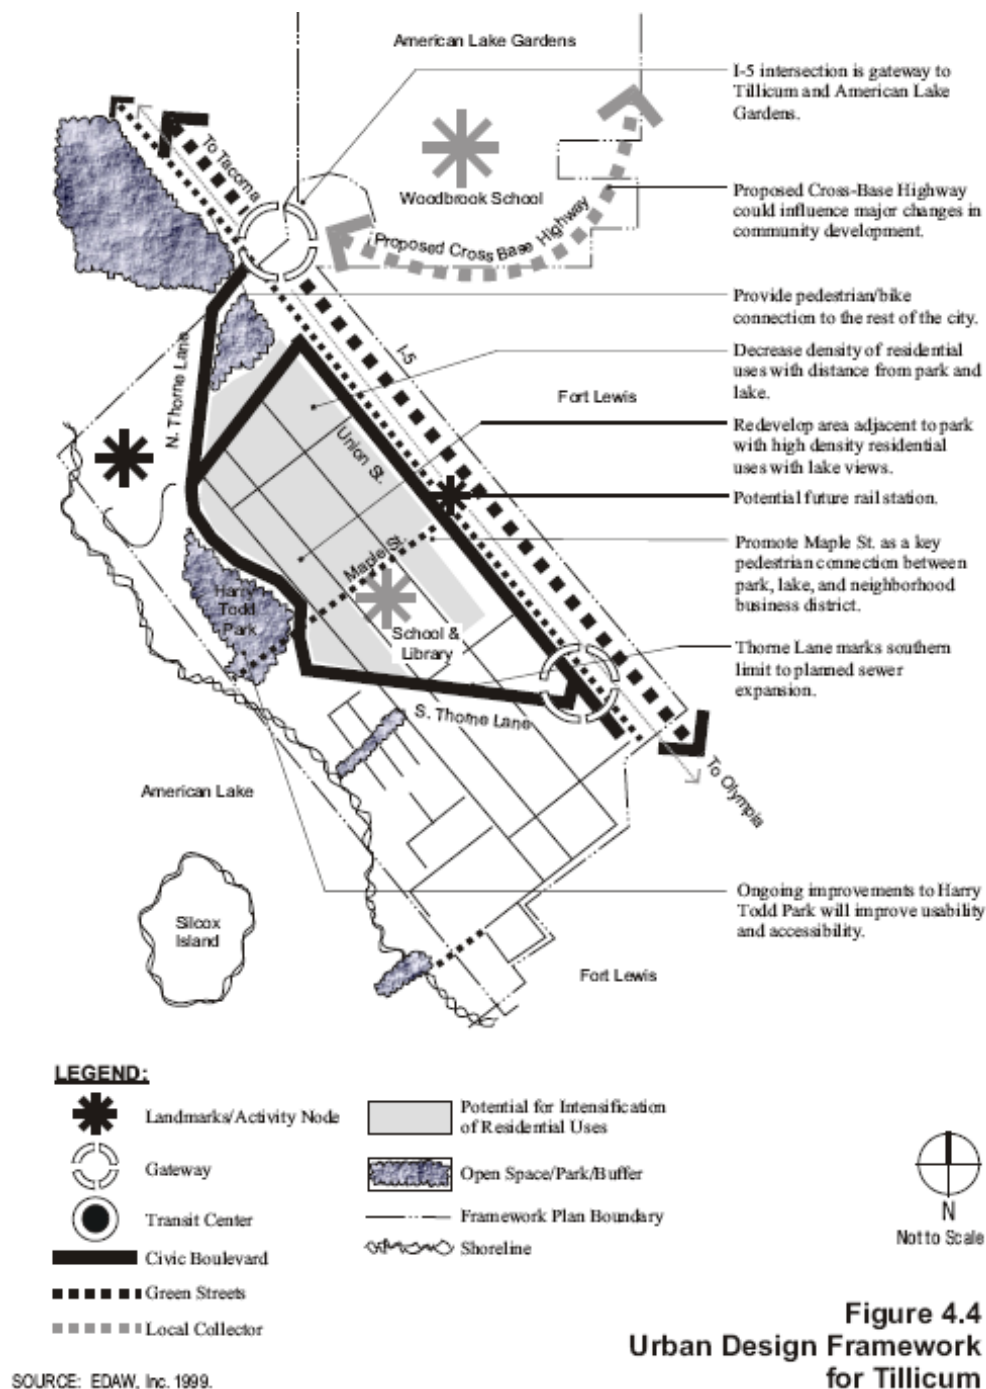 American Lake Gardens
I-5 intersection is gateway to
Tillicum and American Lake
Gardens.
To Tacoma
Woodbrook School
Proposed Cross Base Highway
Proposed Cross-Base Highway
could influence major changes in
community development.
Provide pedestrian/bike
connection to the rest of the city.
N. Thorne Lane
I-5
Decrease density of residential
uses with distance from park and
lake.
Fort Lewis
Union St.
Redevelop area adjacent to park
with high density residential
uses with lake views.
Potential future rail station.
Maple St.
Promote Maple St. as a key
pedestrian connection between
park, lake, and neighborhood
business district.
Harry
Todd
Park
School &
Library
Thorne Lane marks southern
limit to planned sewer
expansion.
S. Thorne Lane
To Olympia
American Lake
Ongoing improvements to Harry
Todd Park will improve usability
and accessibility.
Silcox
Island
Fort Lewis
LEGEND:
Landmarks/Activity Node
Gateway
Transit Center
Civic Boulevard
Green Streets
Local Collector
Potential for Intensification
of Residential Uses
Open Space/Park/Buffer
Framework Plan Boundary
Shoreline
N
Not to Scale
Figure 4.4
Urban Design Framework
for Tillicum
SOURCE: EDAW, Inc. 1999.